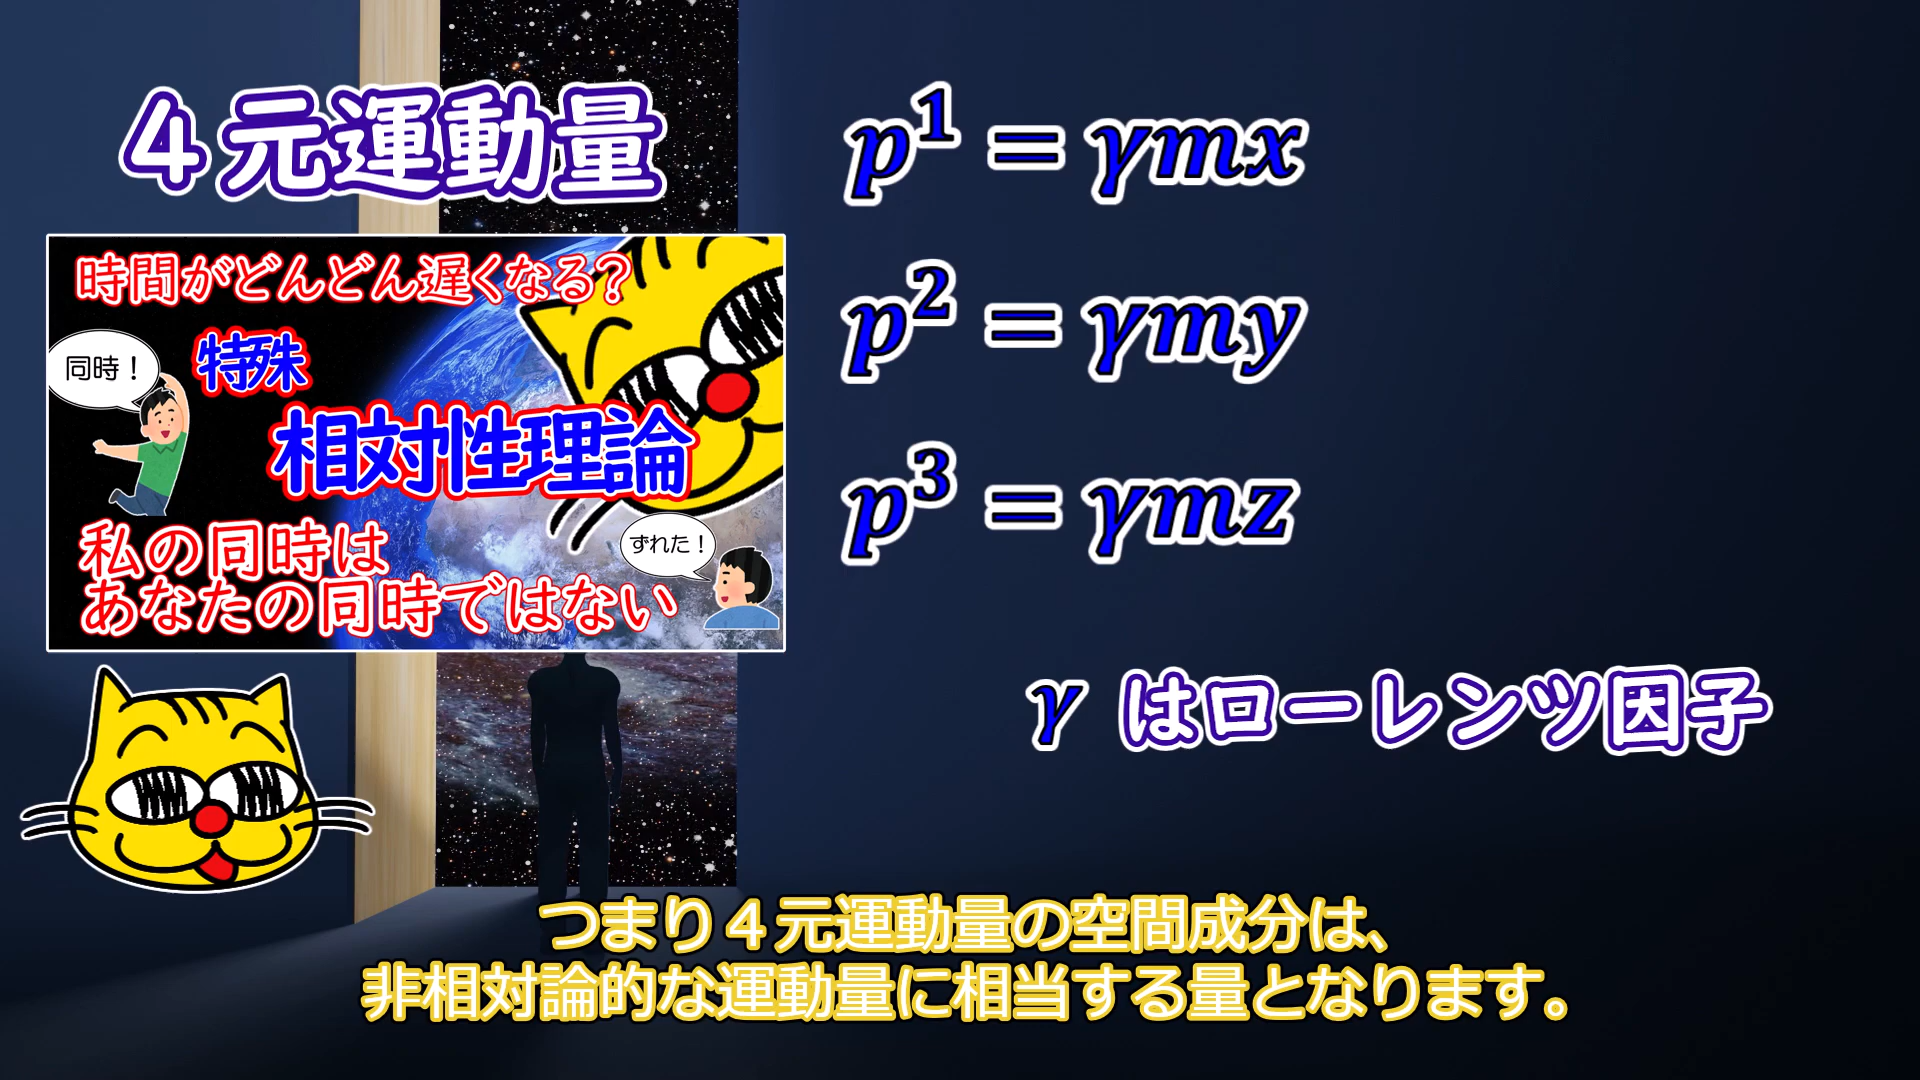 ４元運動量
時間がどんどん遅くなる？
同時！
特殊
相対性理論
私の同時は
あなたの同時ではない
ずれた！
p¹ = γmx
p² = γmy
p³ = γmz
γ はローレンツ因子
つまり４元運動量の空間成分は、
非相対論的な運動量に相当する量となります。